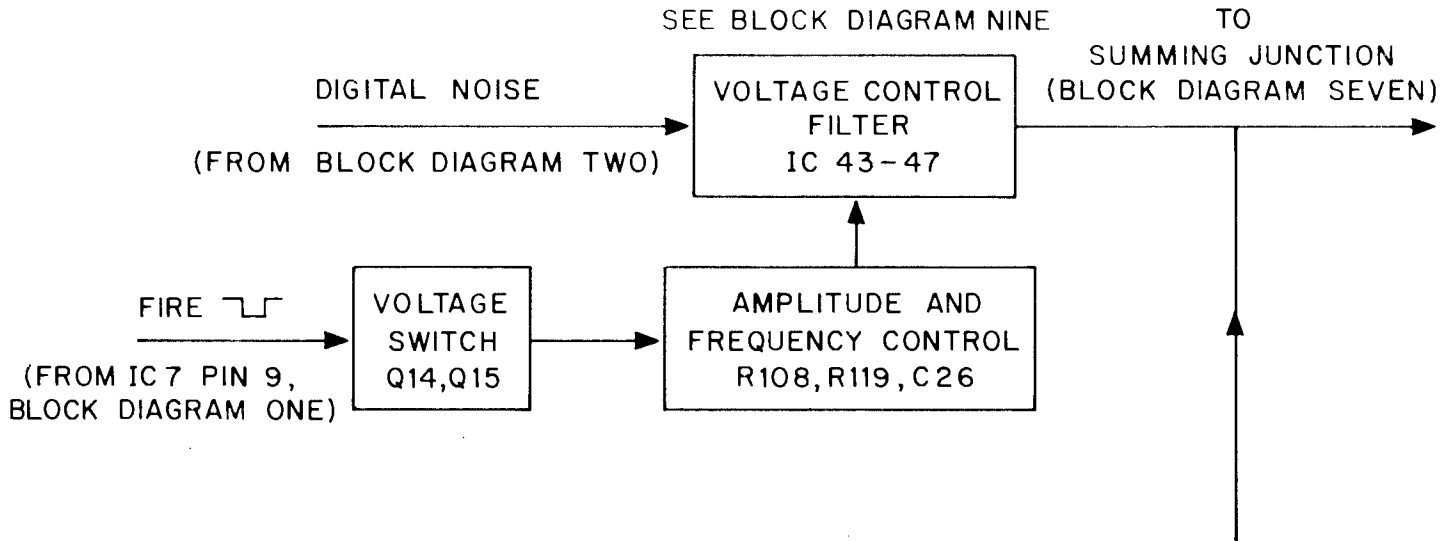 SEE BLOCK DIAGRAM NINE
TO
SUMMING JUNCTION
(BLOCK DIAGRAM SEVEN)
DIGITAL NOISE
(FROM BLOCK DIAGRAM TWO)
VOLTAGE CONTROL
FILTER
IC 43-47
FIRE
(FROM IC 7 PIN 9,
BLOCK DIAGRAM ONE)
VOLTAGE
SWITCH
Q14,Q15
AMPLITUDE AND
FREQUENCY CONTROL
R108,R119,C26